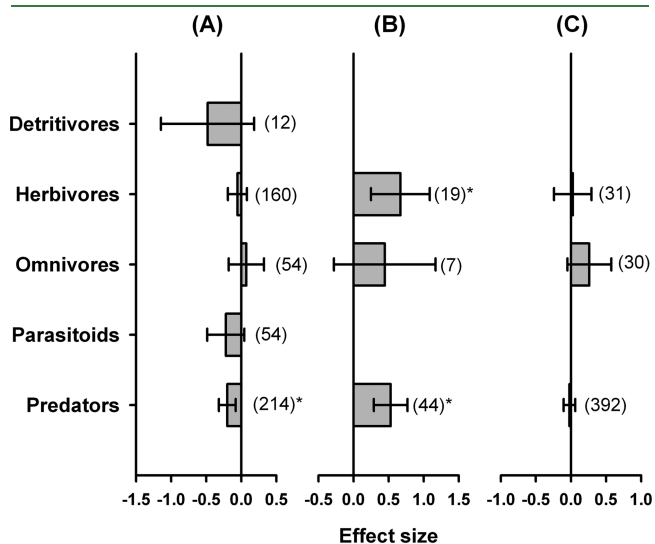 (A) (B) (C)
Detritivores (12)
Herbivores (160) (19)* (31)
Omnivores (54) (7) (30)
Parasitoids (54)
Predators (214)* (44)* (392)
-1.5 -1.0 -0.5 0.0 0.5 -0.5 0.0 0.5 1.0 1.5 -1.0 -0.5 0.0 0.5 1.0
Effect size